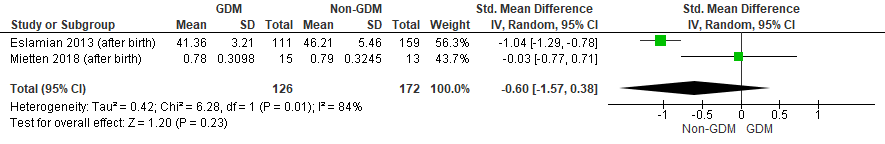 GDM Non-GDM Std. Mean Difference Std. Mean Difference
Study or Subgroup Mean SD Total Mean SD Total Weight IV, Random, 95% CI IV, Random, 95% CI
Eslamian 2013 (after birth) 41.36 3.21 111 46.21 5.46 159 56.3% -1.04 [-1.29, -0.78]
Mietten 2018 (after birth) 0.78 0.3098 15 0.79 0.3245 13 43.7% -0.03 [-0.77, 0.71]
Total (95% CI) 126 172 100.0% -0.60 [-1.57, 0.38]
Heterogeneity: Tau² = 0.42; Chi² = 6.28, df = 1 (P = 0.01); I² = 84%
Test for overall effect: Z = 1.20 (P = 0.23)
-1 -0.5 0 0.5 1
Non-GDM GDM